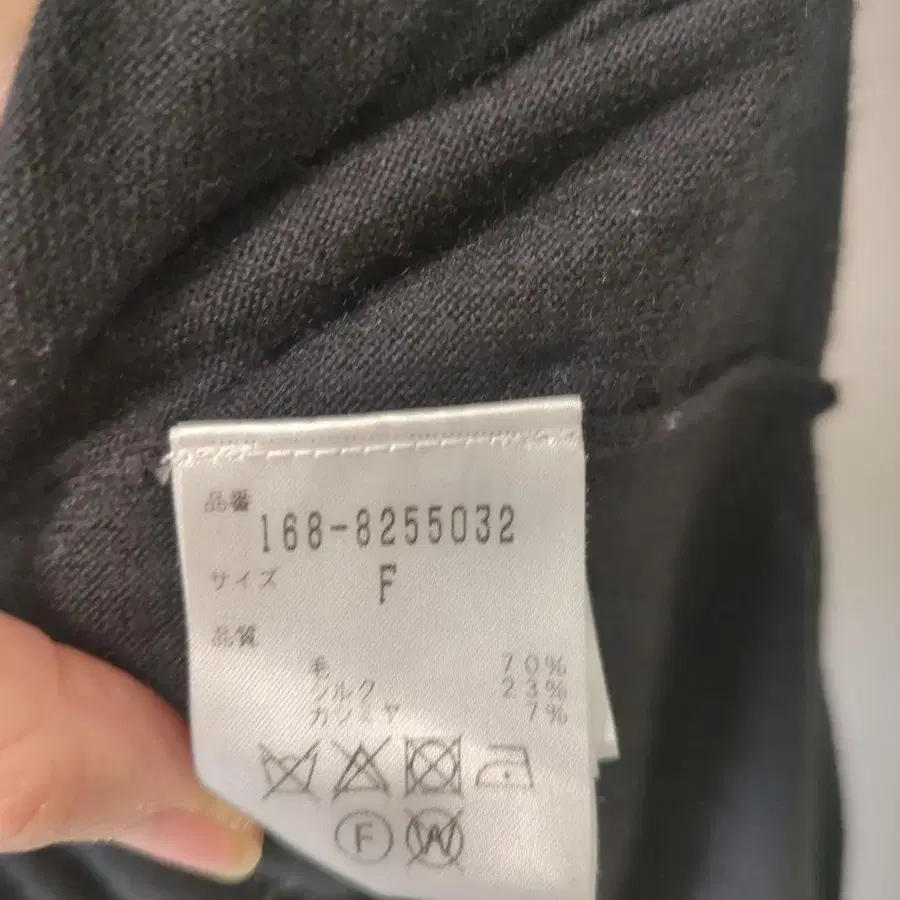 品番
168-8255032
サイズ F
品質
毛 70%
シルク 23%
カシミヤ 7%
F
W